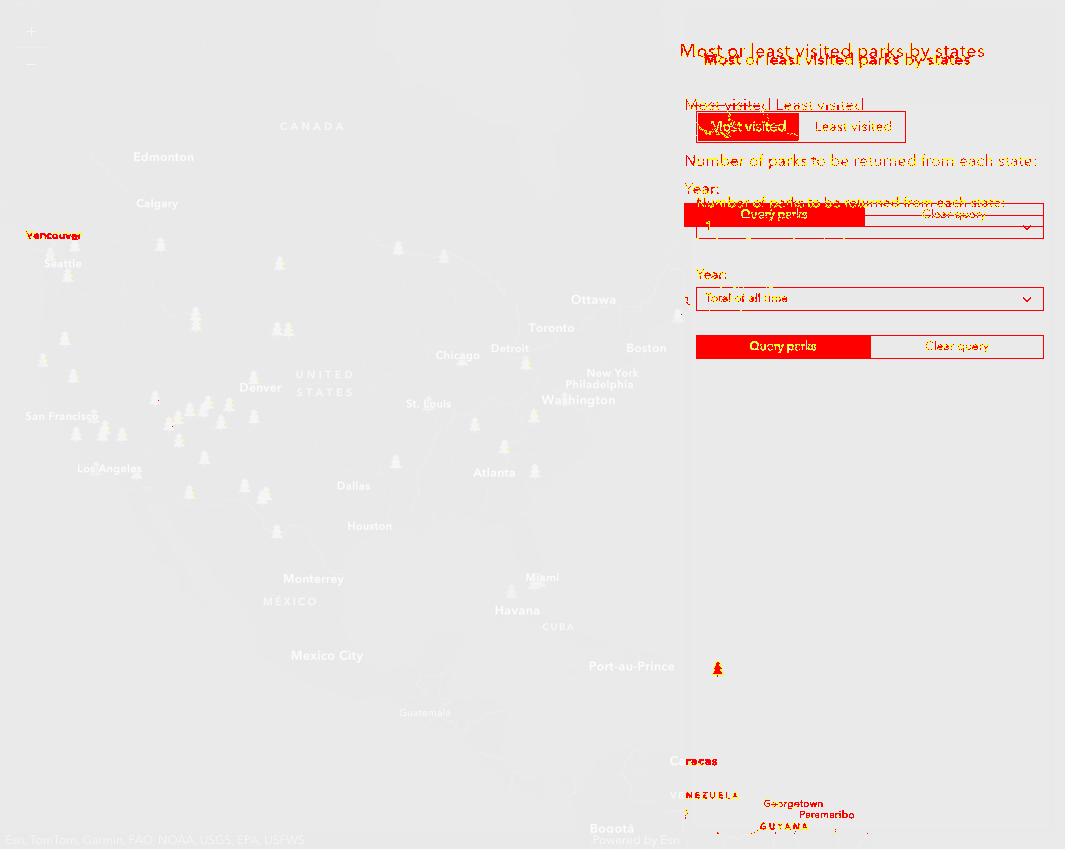 +
−
Most or least visited parks by states
Most or least visited parks by states
Most visited Least visited
Most visited Least visited
CANADA
Edmonton
Number of parks to be returned from each state:
Year:
Calgary
Number of parks to be returned from each state:
Query parks Clear query
1
Vancouver
Seattle
Year:
Total of all time
Ottawa
Toronto
Query parks Clear query
Chicago
Detroit
Boston
UNITED
STATES
Denver
New York
Philadelphia
San Francisco
St. Louis
Washington
Los Angeles
Atlanta
Dallas
Houston
Monterrey
Miami
MÉXICO
Havana
CUBA
Mexico City
Port-au-Prince
Guatemala
Caracas
VENEZUELA
Georgetown
Paramaribo
GUYANA
Bogotá
Esri, TomTom, Garmin, FAO, NOAA, USGS, EPA, USFWS
Powered by Esri